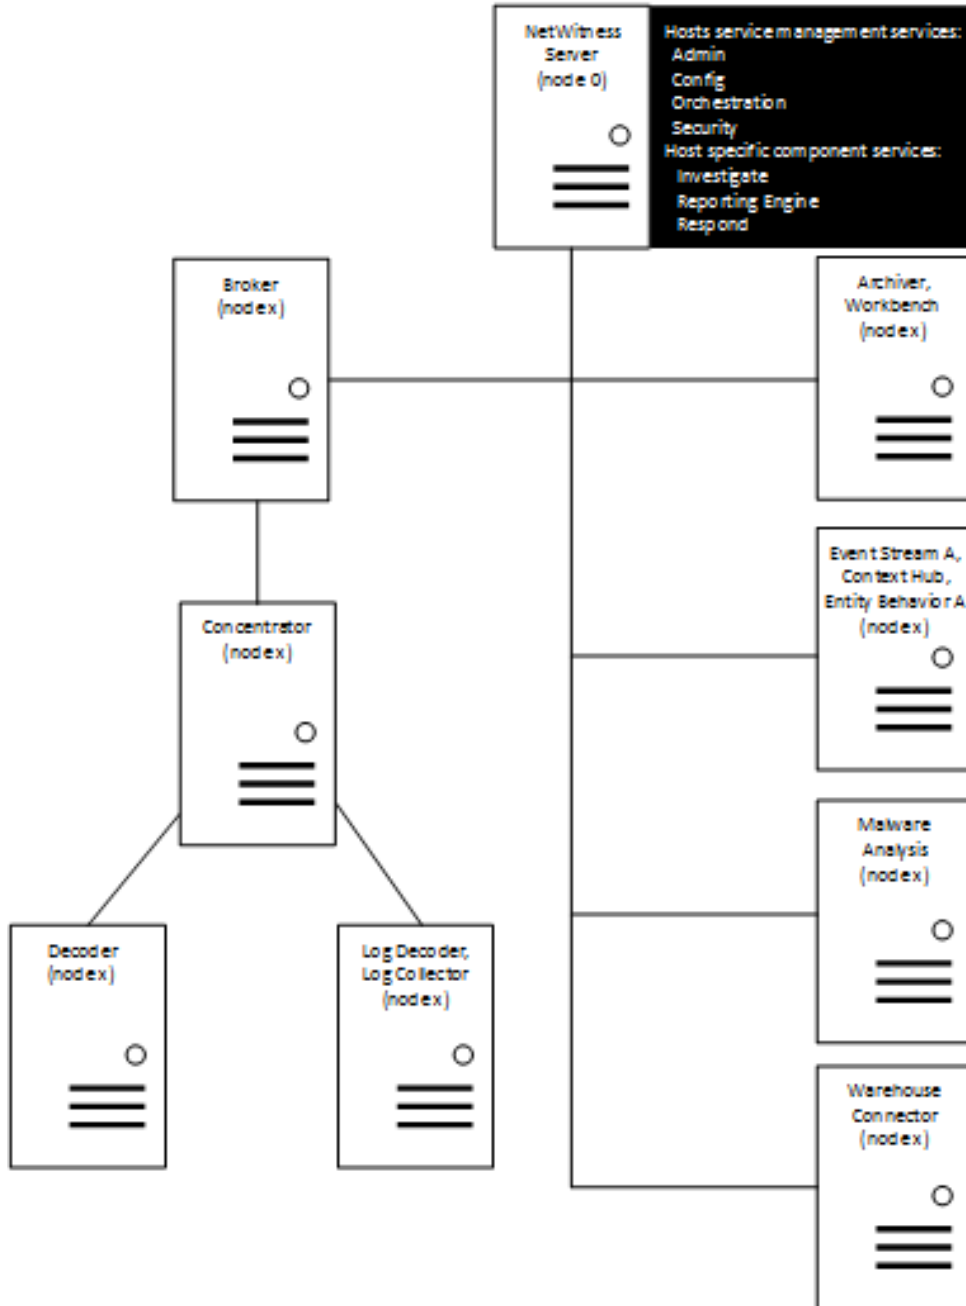 NetWitness
Server
(node 0)
Hosts service management services:
Admin
Config
Orchestration
Security
Host specific component services:
Investigate
Reporting Engine
Respond
Broker
(node x)
Archiver,
Workbench
(node x)
Event Stream A,
Context Hub,
Entity Behavior A
(node x)
Concentrator
(node x)
Malware
Analysis
(node x)
Decoder
(node x)
Log Decoder,
Log Collector
(node x)
Warehouse
Connector
(node x)